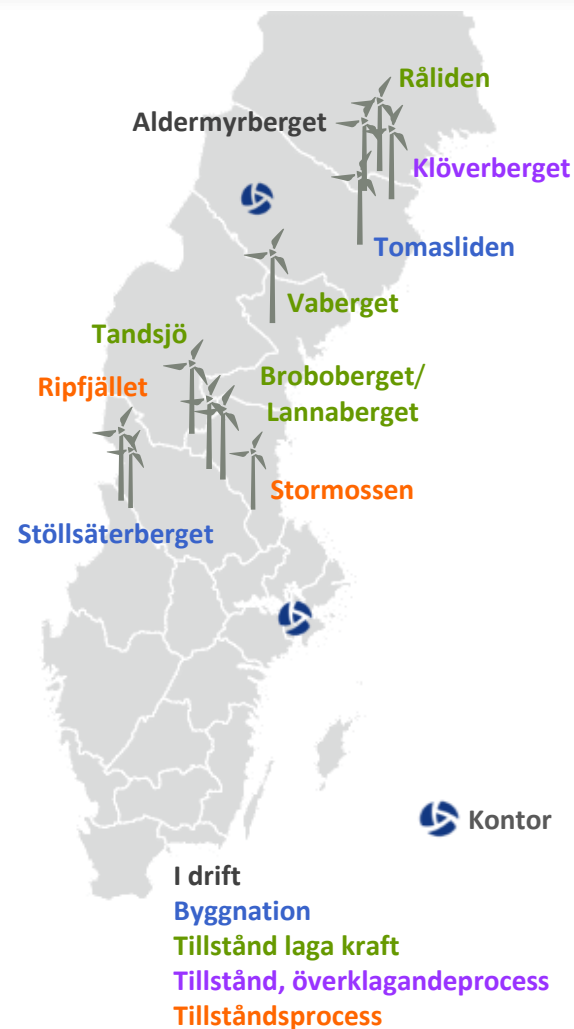 Råliden
Aldermyrberget
Klöverberget
Tomasliden
Vaberget
Tandsjö
Ripfjället
Broboberget/
Lannaberget
Stormossen
Stöllsäterberget
Kontor
I drift
Byggnation
Tillstånd laga kraft
Tillstånd, överklagandeprocess
Tillståndsprocess